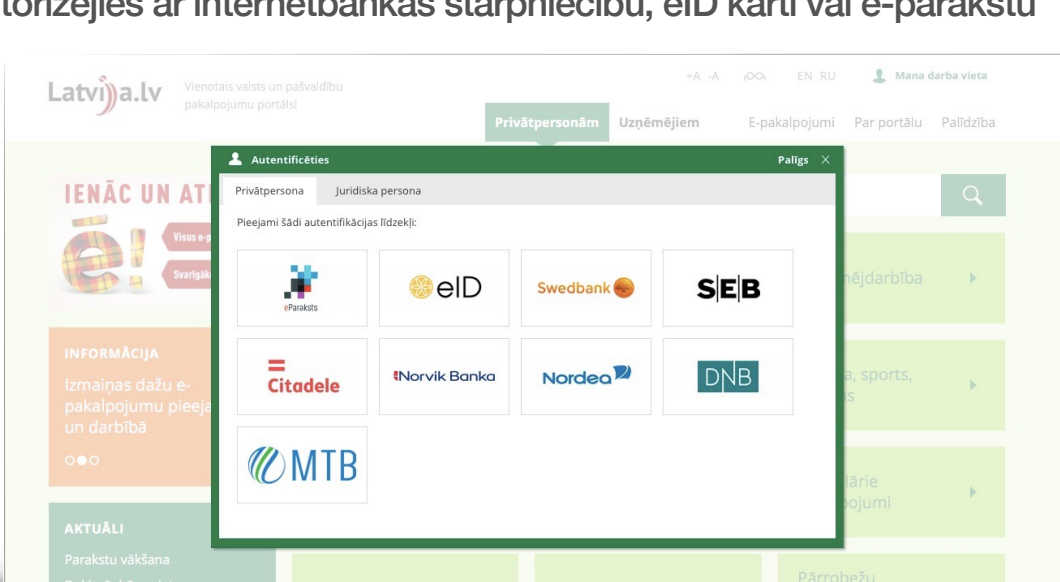 torizējies ar internetbankas starpniecību, eID karti vai e-parakstu
Latvija.lv
Vienotais valsts un pašvaldību
pakalpojumu portāls!
+A -A
EN RU
Mana darba vieta
Privātpersonām
Uzņēmējiem
E-pakalpojumi
Par portālu
Palīdzība
Autentificēties
Palīgs
Privātpersona
Juridiska persona
Pieejami šādi autentifikācijas līdzekļi:
eParaksts
eID
Swedbank
SEB
Citadele
Norvik Banka
Nordea
DNB
MTB
IENĀC UN AT
ē!
Visus e-p
Svarīgāk
INFORMĀCIJA
Izmaiņas dažu e-
pakalpojumu pieeja
un darbībā
AKTUĀLI
Parakstu vākšana
mējdarbība
a, sports,
s
lārie
pojumi
Pārrobežu